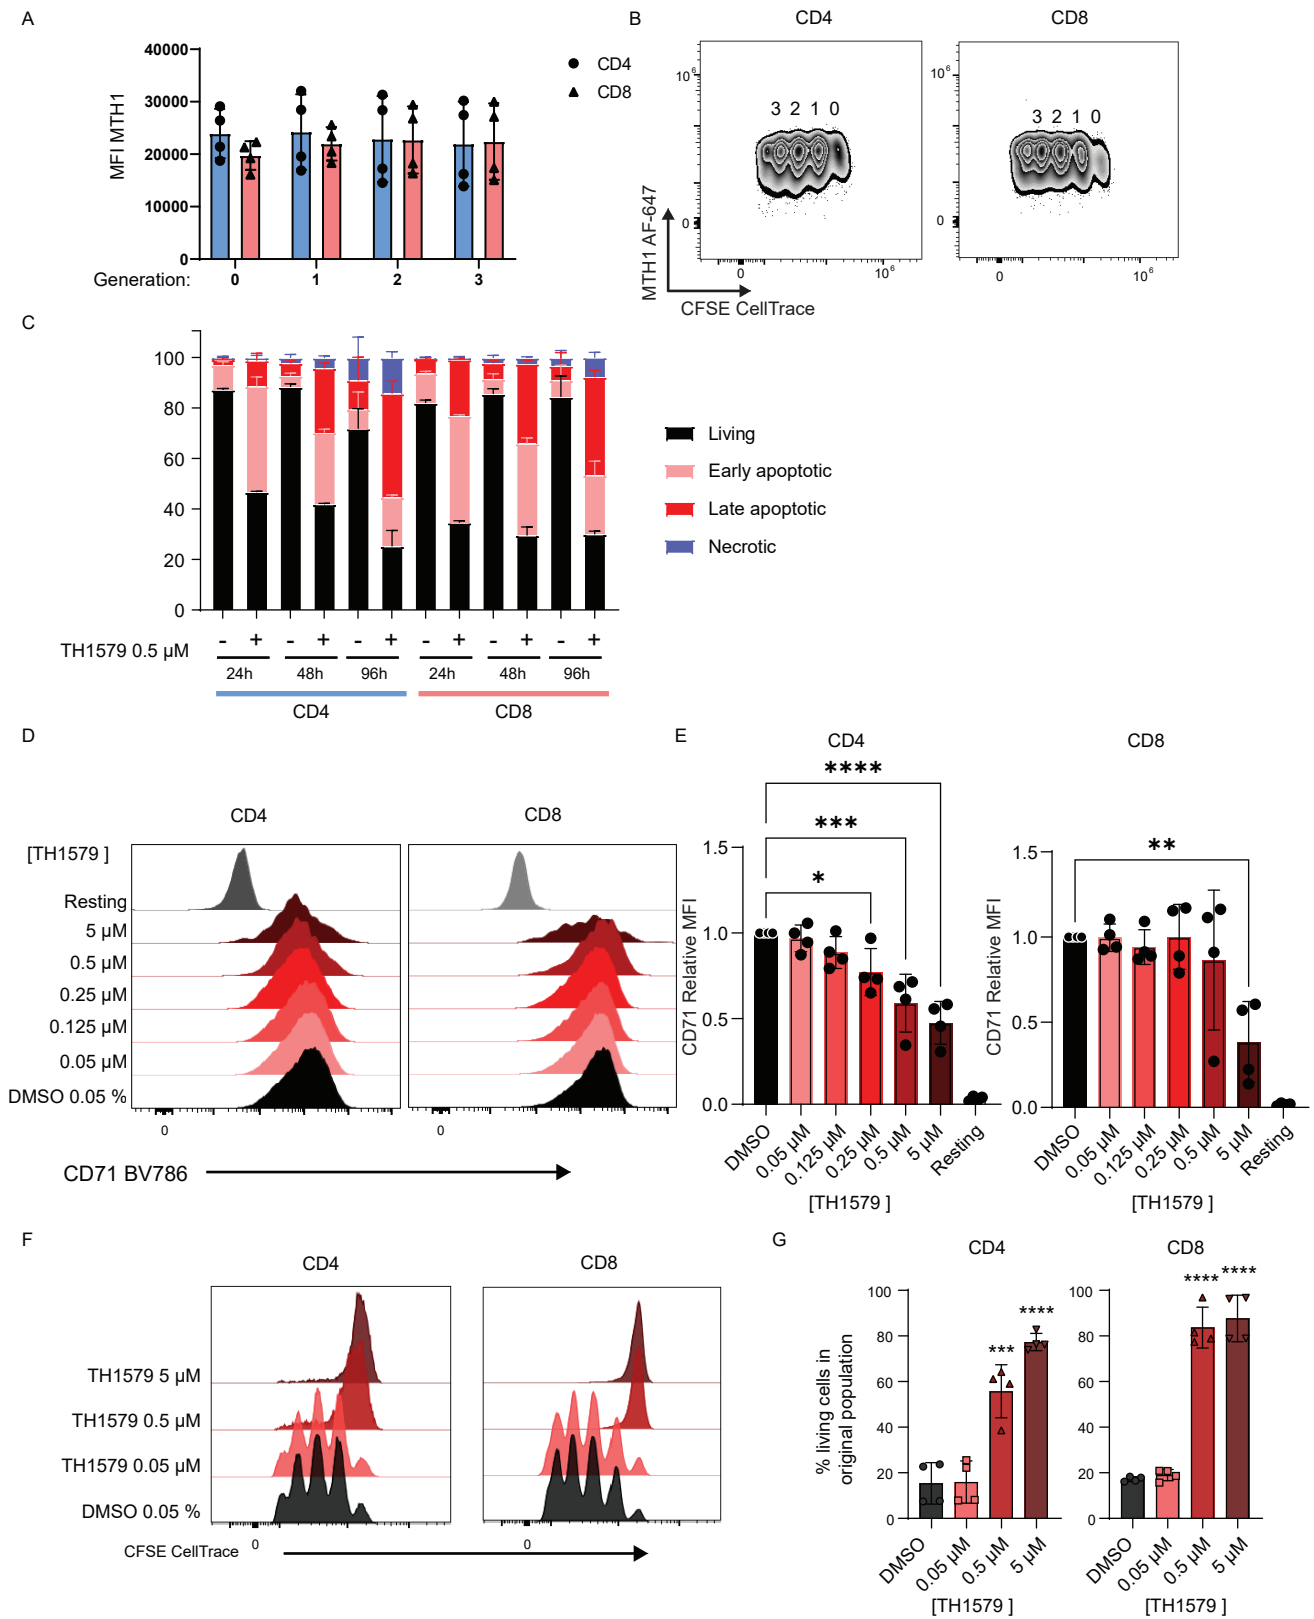 A
40000
30000
20000
10000
0
MFI MTH1
CD4
CD8
Generation: 0 1 2 3
B
CD4 CD8
10^6 10^6
3 2 1 0 3 2 1 0
0 0
0 10^6 0 10^6
MTH1 AF-647
CFSE CellTrace
C
100
80
60
40
20
0
Living
Early apoptotic
Late apoptotic
Necrotic
TH1579 0.5 µM - + - + - + - + - + - +
24h 48h 96h 24h 48h 96h
CD4 CD8
D
CD4 CD8
[TH1579 ]
Resting
5 µM
0.5 µM
0.25 µM
0.125 µM
0.05 µM
DMSO 0.05 %
0 0
CD71 BV786
E
CD4 CD8
****
***
*
**
1.5
1.0
0.5
0.0
CD71 Relative MFI
DMSO 0.05 µM 0.125 µM 0.25 µM 0.5 µM 5 µM Resting
[TH1579 ]
1.5
1.0
0.5
0.0
CD71 Relative MFI
DMSO 0.05 µM 0.125 µM 0.25 µM 0.5 µM 5 µM Resting
[TH1579 ]
F
CD4 CD8
TH1579 5 µM
TH1579 0.5 µM
TH1579 0.05 µM
DMSO 0.05 %
0 0
CFSE CellTrace
G
CD4 CD8
% living cells in
original population
100
80
60
40
20
0
***
****
DMSO 0.05 µM 0.5 µM 5 µM
[TH1579 ]
100
80
60
40
20
0
****
****
DMSO 0.05 µM 0.5 µM 5 µM
[TH1579 ]